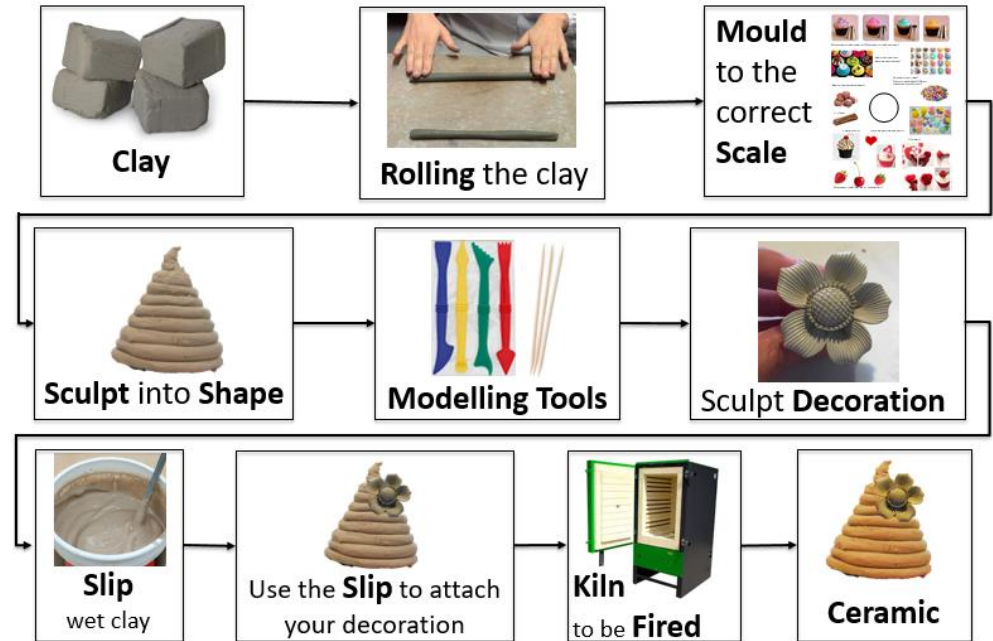 Clay
Rolling the clay
Mould
to the
correct
Scale
Sculpt into Shape
Modelling Tools
Sculpt Decoration
Slip
wet clay
Use the Slip to attach
your decoration
Kiln
to be Fired
Ceramic